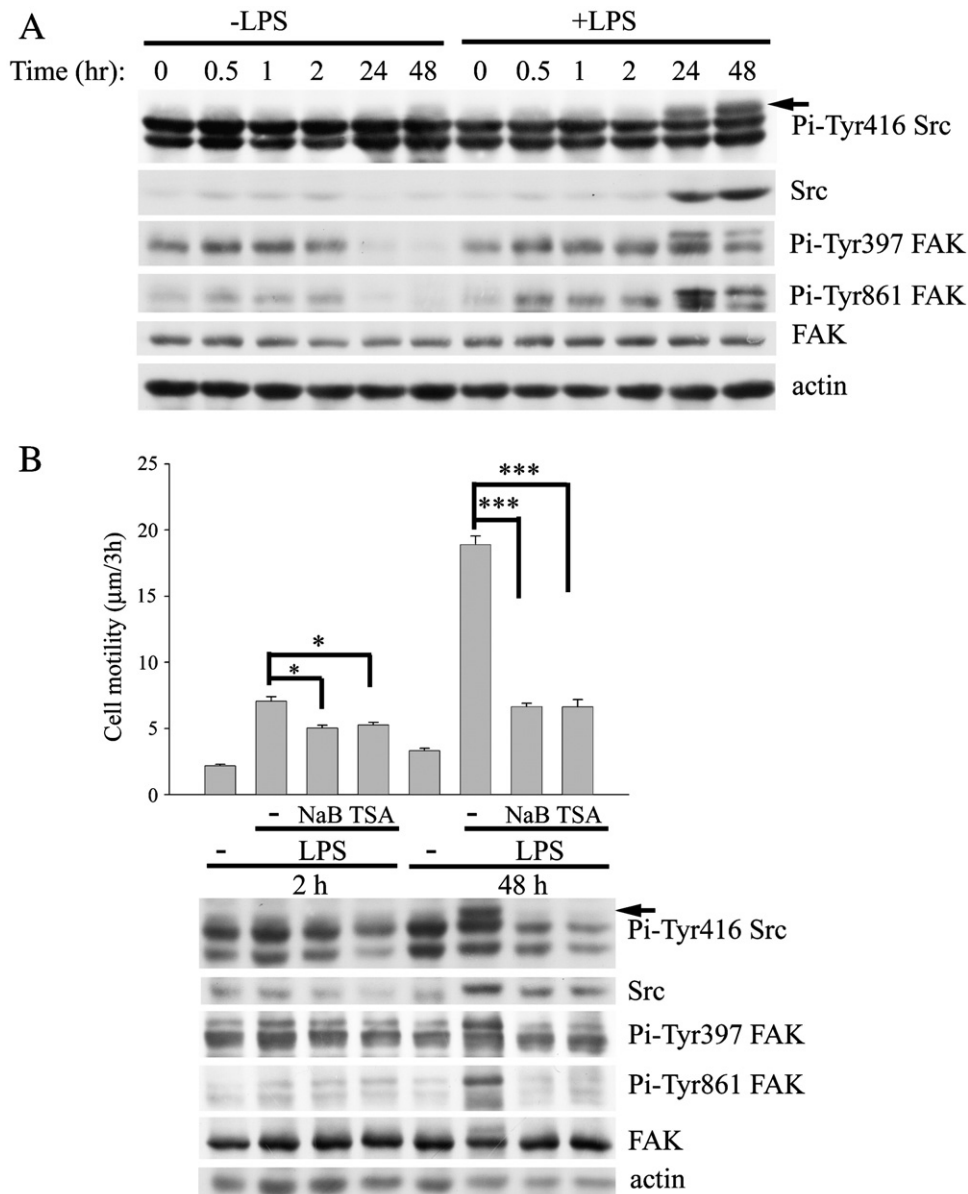 A
-LPS +LPS
Time (hr): 0 0.5 1 2 24 48 0 0.5 1 2 24 48
Pi-Tyr416 Src
Src
Pi-Tyr397 FAK
Pi-Tyr861 FAK
FAK
actin
B
25
20
15
10
5
0
Cell motility (µm/3h)
***
***
*
*
- NaB TSA - NaB TSA
- LPS - LPS
2 h 48 h
Pi-Tyr416 Src
Src
Pi-Tyr397 FAK
Pi-Tyr861 FAK
FAK
actin